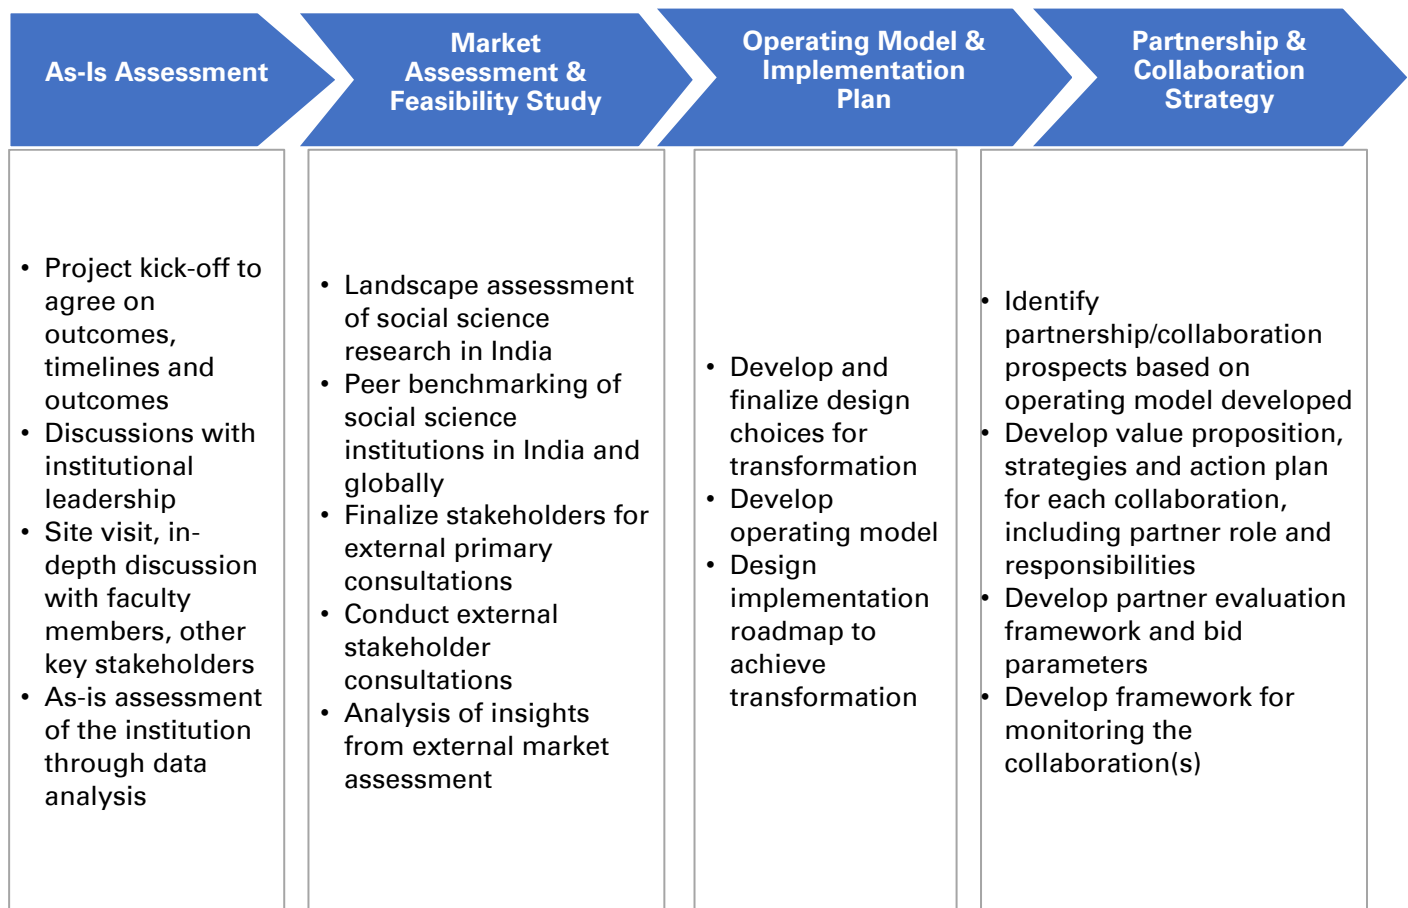 As-Is Assessment
Market
Assessment &
Feasibility Study
Operating Model &
Implementation
Plan
Partnership &
Collaboration
Strategy
• Project kick-off to
agree on
outcomes,
timelines and
outcomes
• Discussions with
institutional
leadership
• Site visit, in-
depth discussion
with faculty
members, other
key stakeholders
• As-is assessment
of the institution
through data
analysis
• Landscape assessment
of social science
research in India
• Peer benchmarking of
social science
institutions in India and
globally
• Finalize stakeholders for
external primary
consultations
• Conduct external
stakeholder
consultations
• Analysis of insights
from external market
assessment
• Develop and
finalize design
choices for
transformation
• Develop
operating model
• Design
implementation
roadmap to
achieve
transformation
• Identify
partnership/collaboration
prospects based on
operating model developed
• Develop value proposition,
strategies and action plan
for each collaboration,
including partner role and
responsibilities
• Develop partner evaluation
framework and bid
parameters
• Develop framework for
monitoring the
collaboration(s)